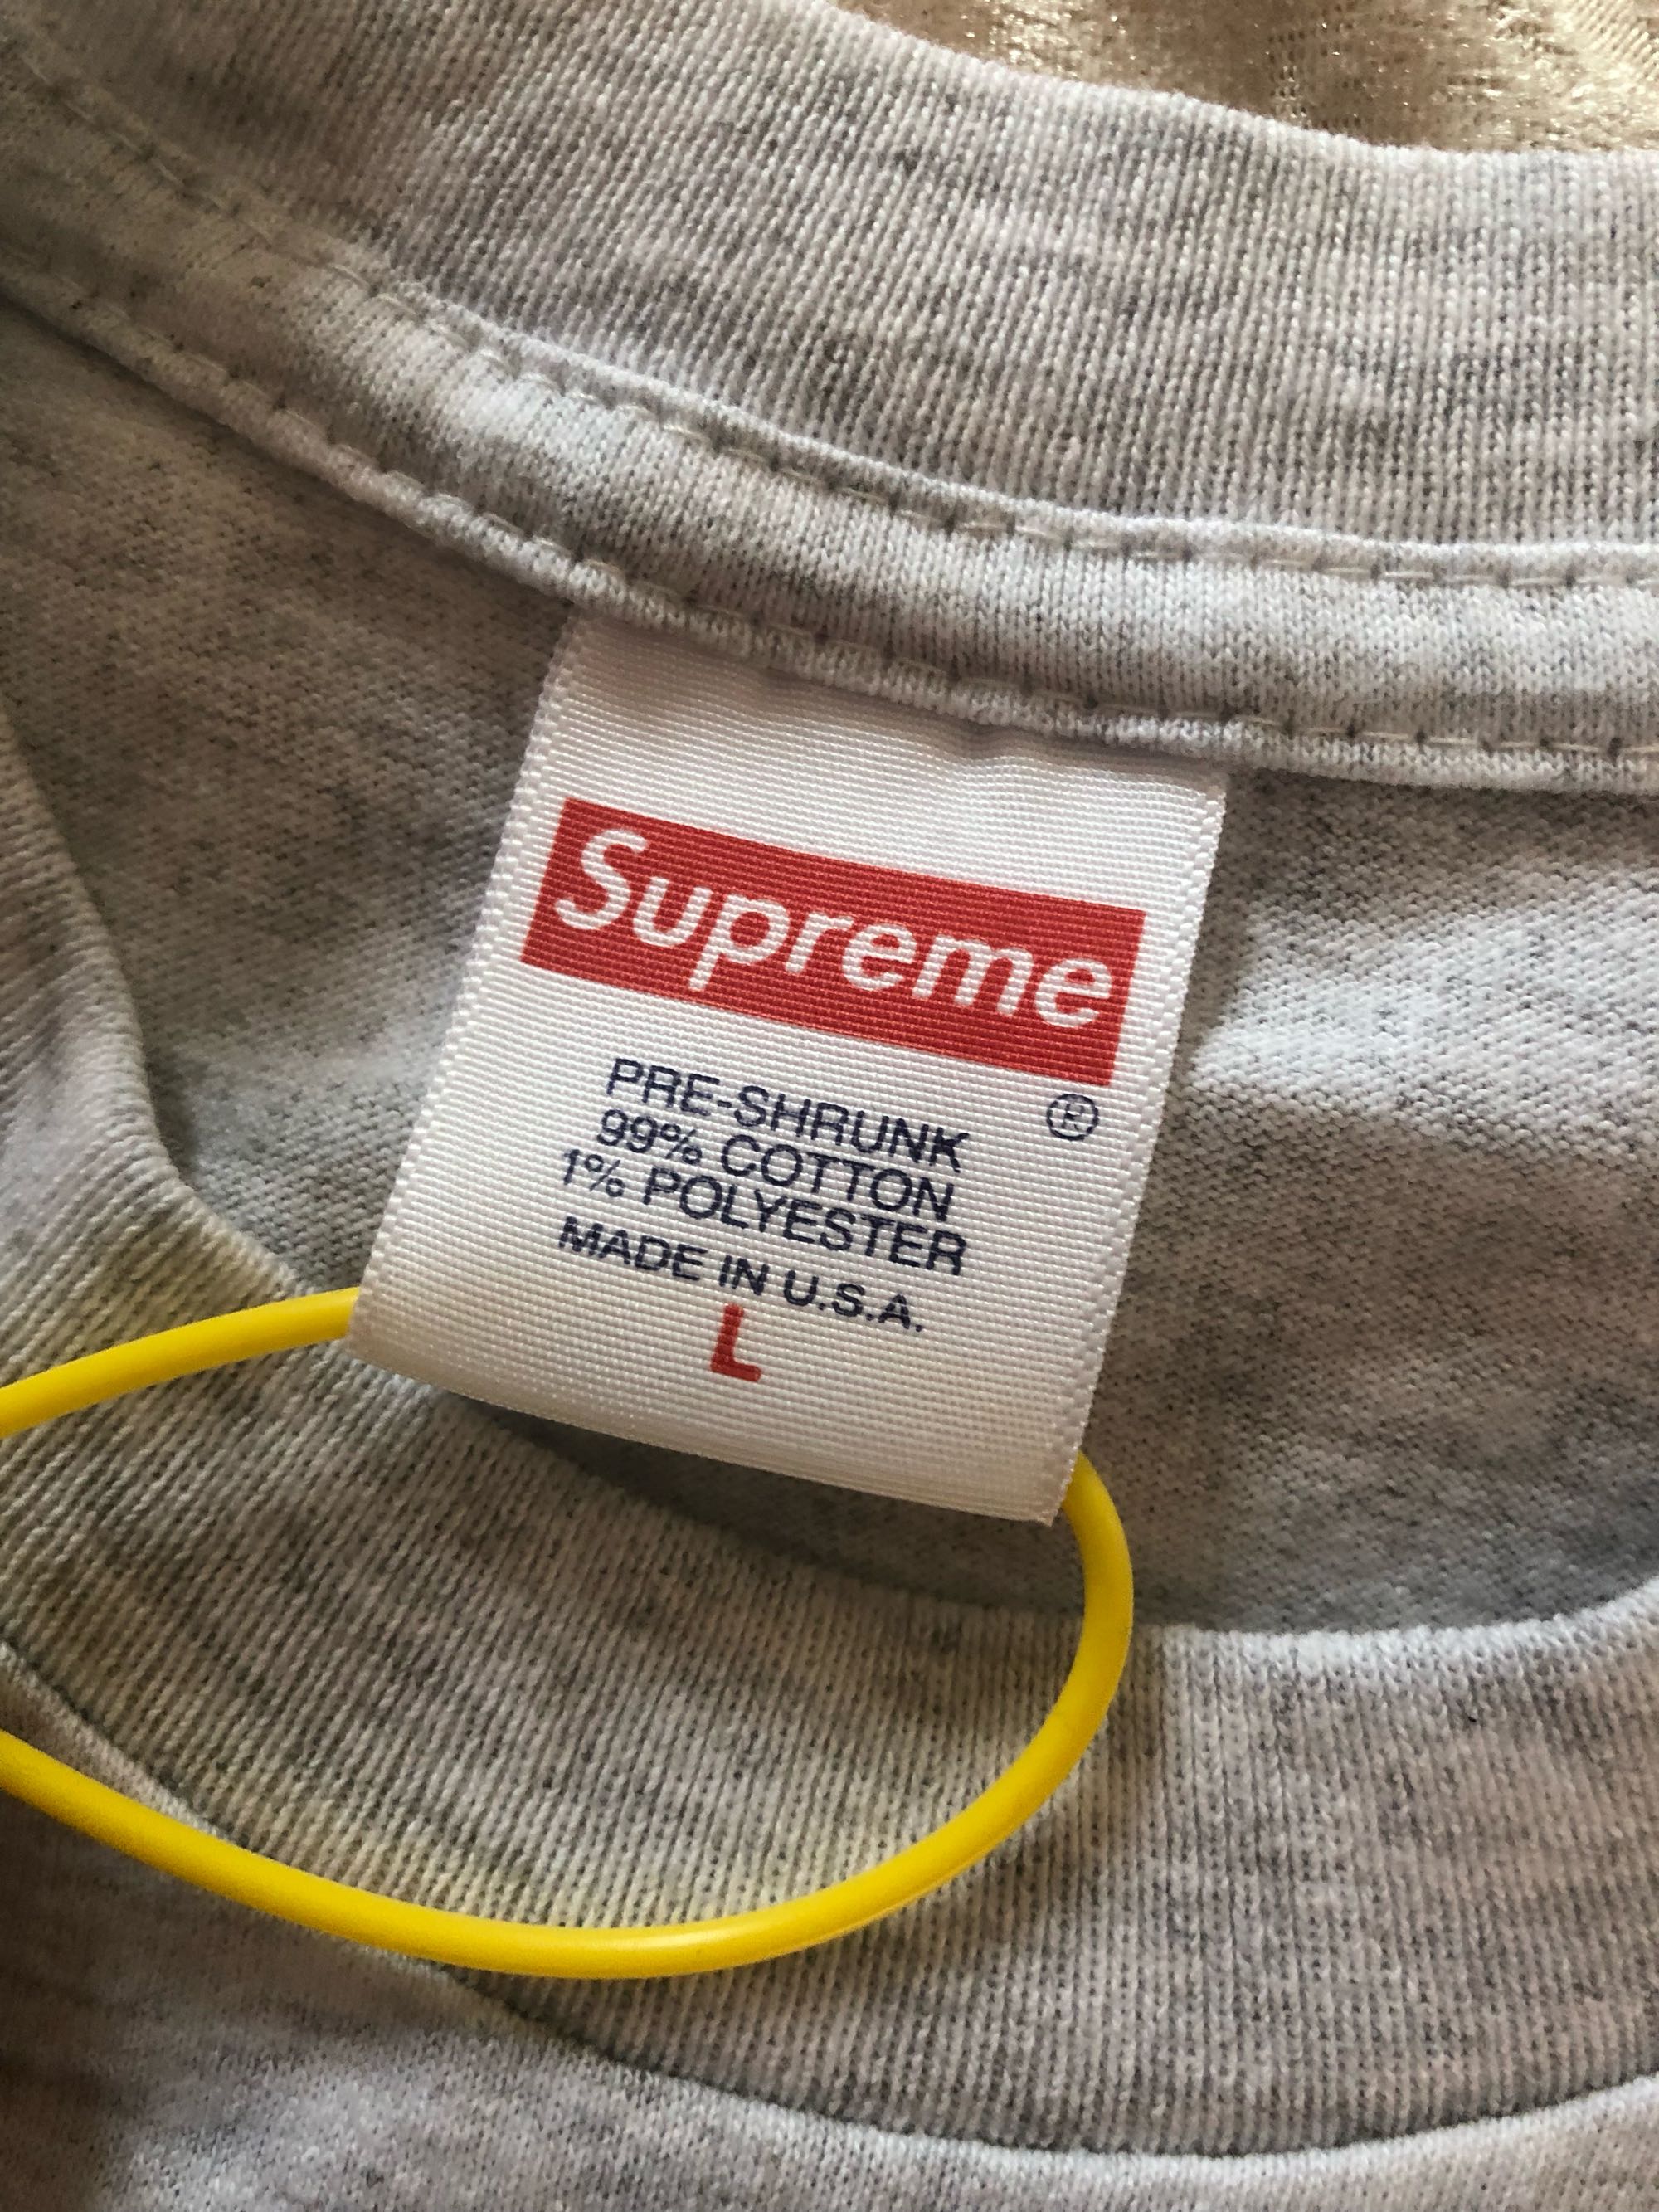 Supreme
®
PRE-SHRUNK
99% COTTON
1% POLYESTER
MADE IN U.S.A.
L